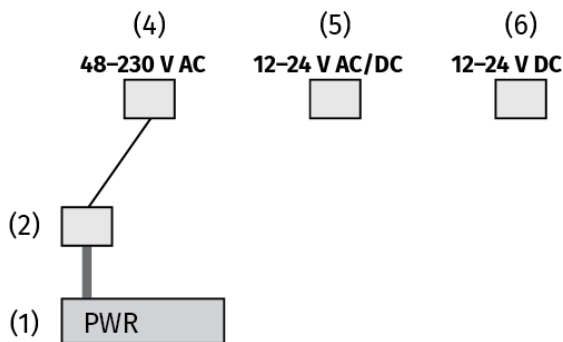 (4) (5) (6)
48–230 V AC 12–24 V AC/DC 12–24 V DC
(2)
(1) PWR